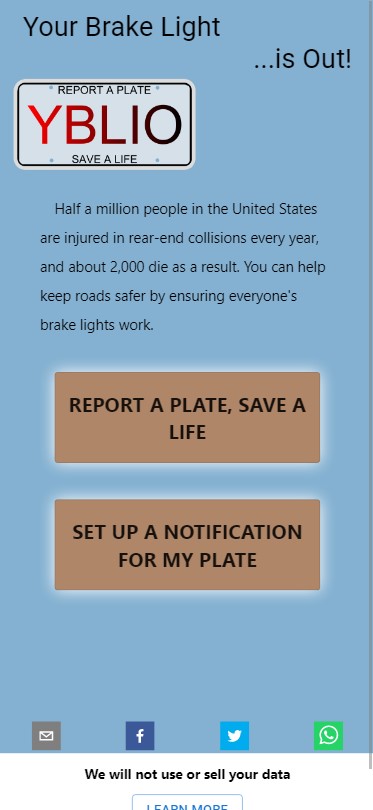 Your Brake Light
...is Out!
REPORT A PLATE
YBLIO
SAVE A LIFE
Half a million people in the United States
are injured in rear-end collisions every year,
and about 2,000 die as a result. You can help
keep roads safer by ensuring everyone's
brake lights work.
REPORT A PLATE, SAVE A
LIFE
SET UP A NOTIFICATION
FOR MY PLATE
We will not use or sell your data
LEARN MORE